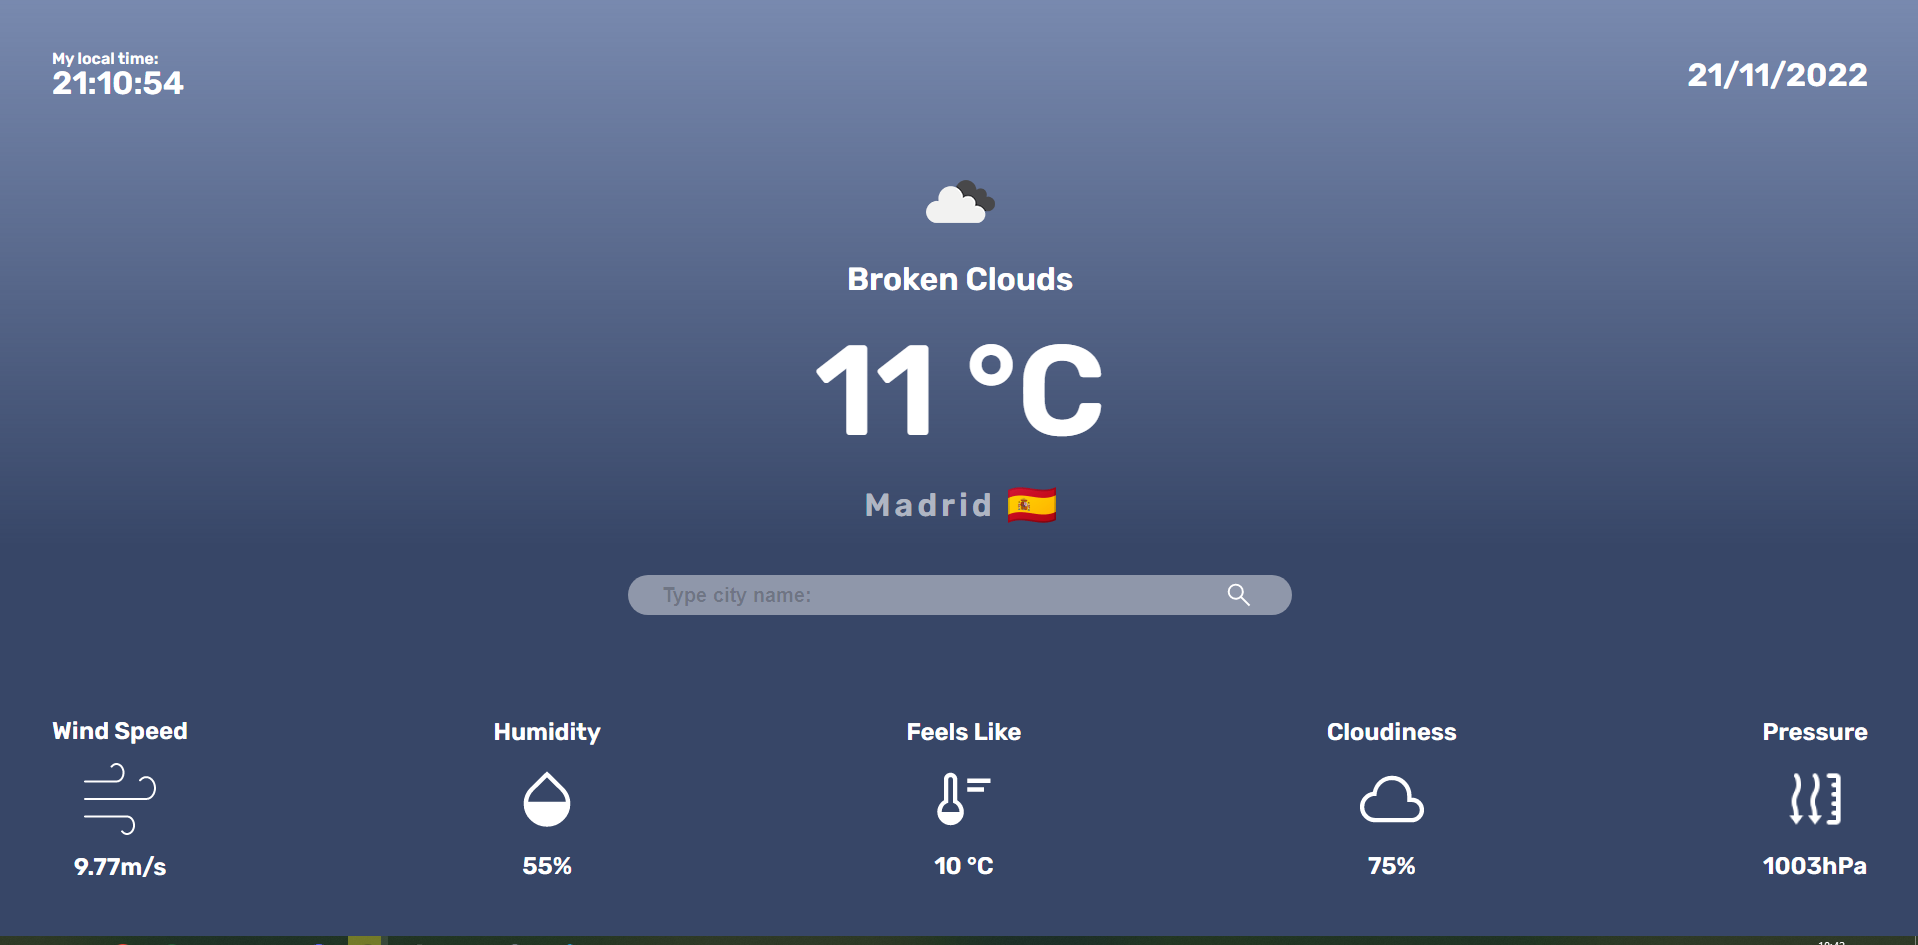 My local time:
21:10:54
21/11/2022
Broken Clouds
11 °C
Madrid
Type city name:
Wind Speed
Humidity
Feels Like
Cloudiness
Pressure
9.77m/s
55%
10 °C
75%
1003hPa